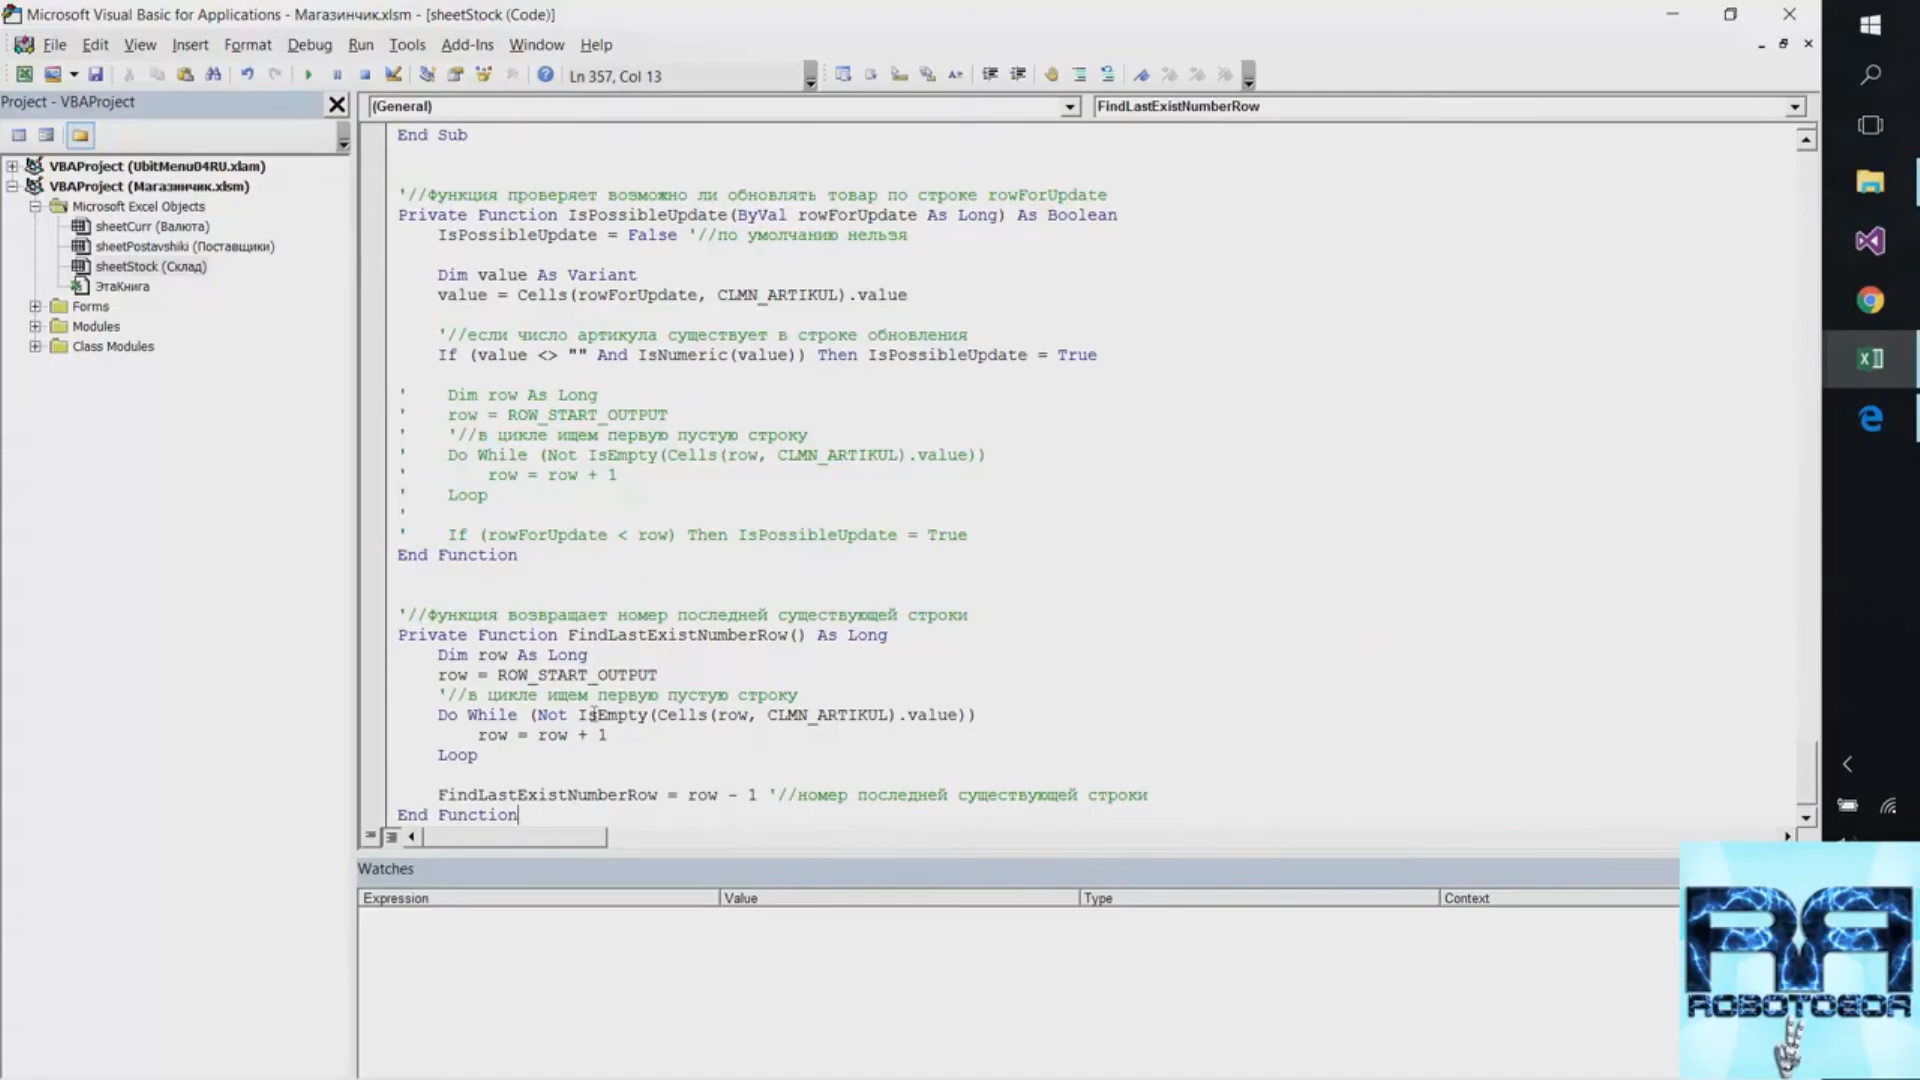 Microsoft Visual Basic for Applications - Магазинчик.xlsm - [sheetStock (Code)]
File Edit View Insert Format Debug Run Tools Add-Ins Window Help
Ln 357, Col 13
Project - VBAProject
(General)
FindLastExistNumberRow
VBAProject (UbitMenu04RU.xlam)
VBAProject (Магазинчик.xlsm)
Microsoft Excel Objects
sheetCurr (Валюта)
sheetPostavshiki (Поставщики)
sheetStock (Склад)
ЭтаКнига
Forms
Modules
Class Modules
End Sub
'//Функция проверяет возможно ли обновлять товар по строке rowForUpdate
Private Function IsPossibleUpdate(ByVal rowForUpdate As Long) As Boolean
IsPossibleUpdate = False '//по умолчанию нельзя
Dim value As Variant
value = Cells(rowForUpdate, CLMN_ARTIKUL).value
'//если число артикула существует в строке обновления
If (value <> "" And IsNumeric(value)) Then IsPossibleUpdate = True
' Dim row As Long
' row = ROW_START_OUTPUT
' '//в цикле ищем первую пустую строку
' Do While (Not IsEmpty(Cells(row, CLMN_ARTIKUL).value))
' row = row + 1
' Loop
'
' If (rowForUpdate < row) Then IsPossibleUpdate = True
End Function
'//Функция возвращает номер последней существующей строки
Private Function FindLastExistNumberRow() As Long
Dim row As Long
row = ROW_START_OUTPUT
'//в цикле ищем первую пустую строку
Do While (Not IsEmpty(Cells(row, CLMN_ARTIKUL).value))
row = row + 1
Loop
FindLastExistNumberRow = row - 1 '//номер последней существующей строки
End Function
Watches
Expression Value Type Context
ROBOTOBOR